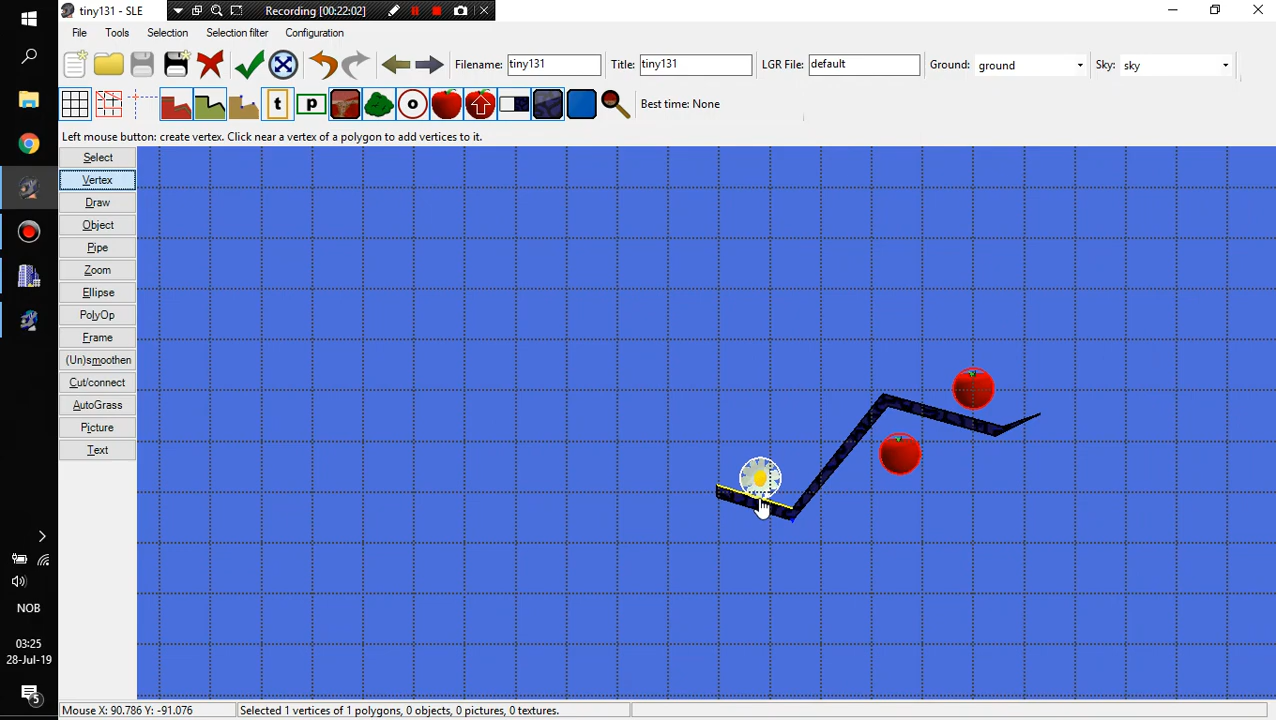 tiny131 - SLE
Recording [00:22:02]
File Tools Selection Selection filter Configuration
Filename: tiny131 Title: tiny131 LGR File: default Ground: ground Sky: sky
t p o Best time: None
Left mouse button: create vertex. Click near a vertex of a polygon to add vertices to it.
Select
Vertex
Draw
Object
Pipe
Zoom
Ellipse
PolyOp
Frame
(Un)smoothen
Cut/connect
AutoGrass
Picture
Text
NOB
03:25
28-Jul-19
5
Mouse X: 90.786 Y: -91.076 Selected 1 vertices of 1 polygons, 0 objects, 0 pictures, 0 textures.